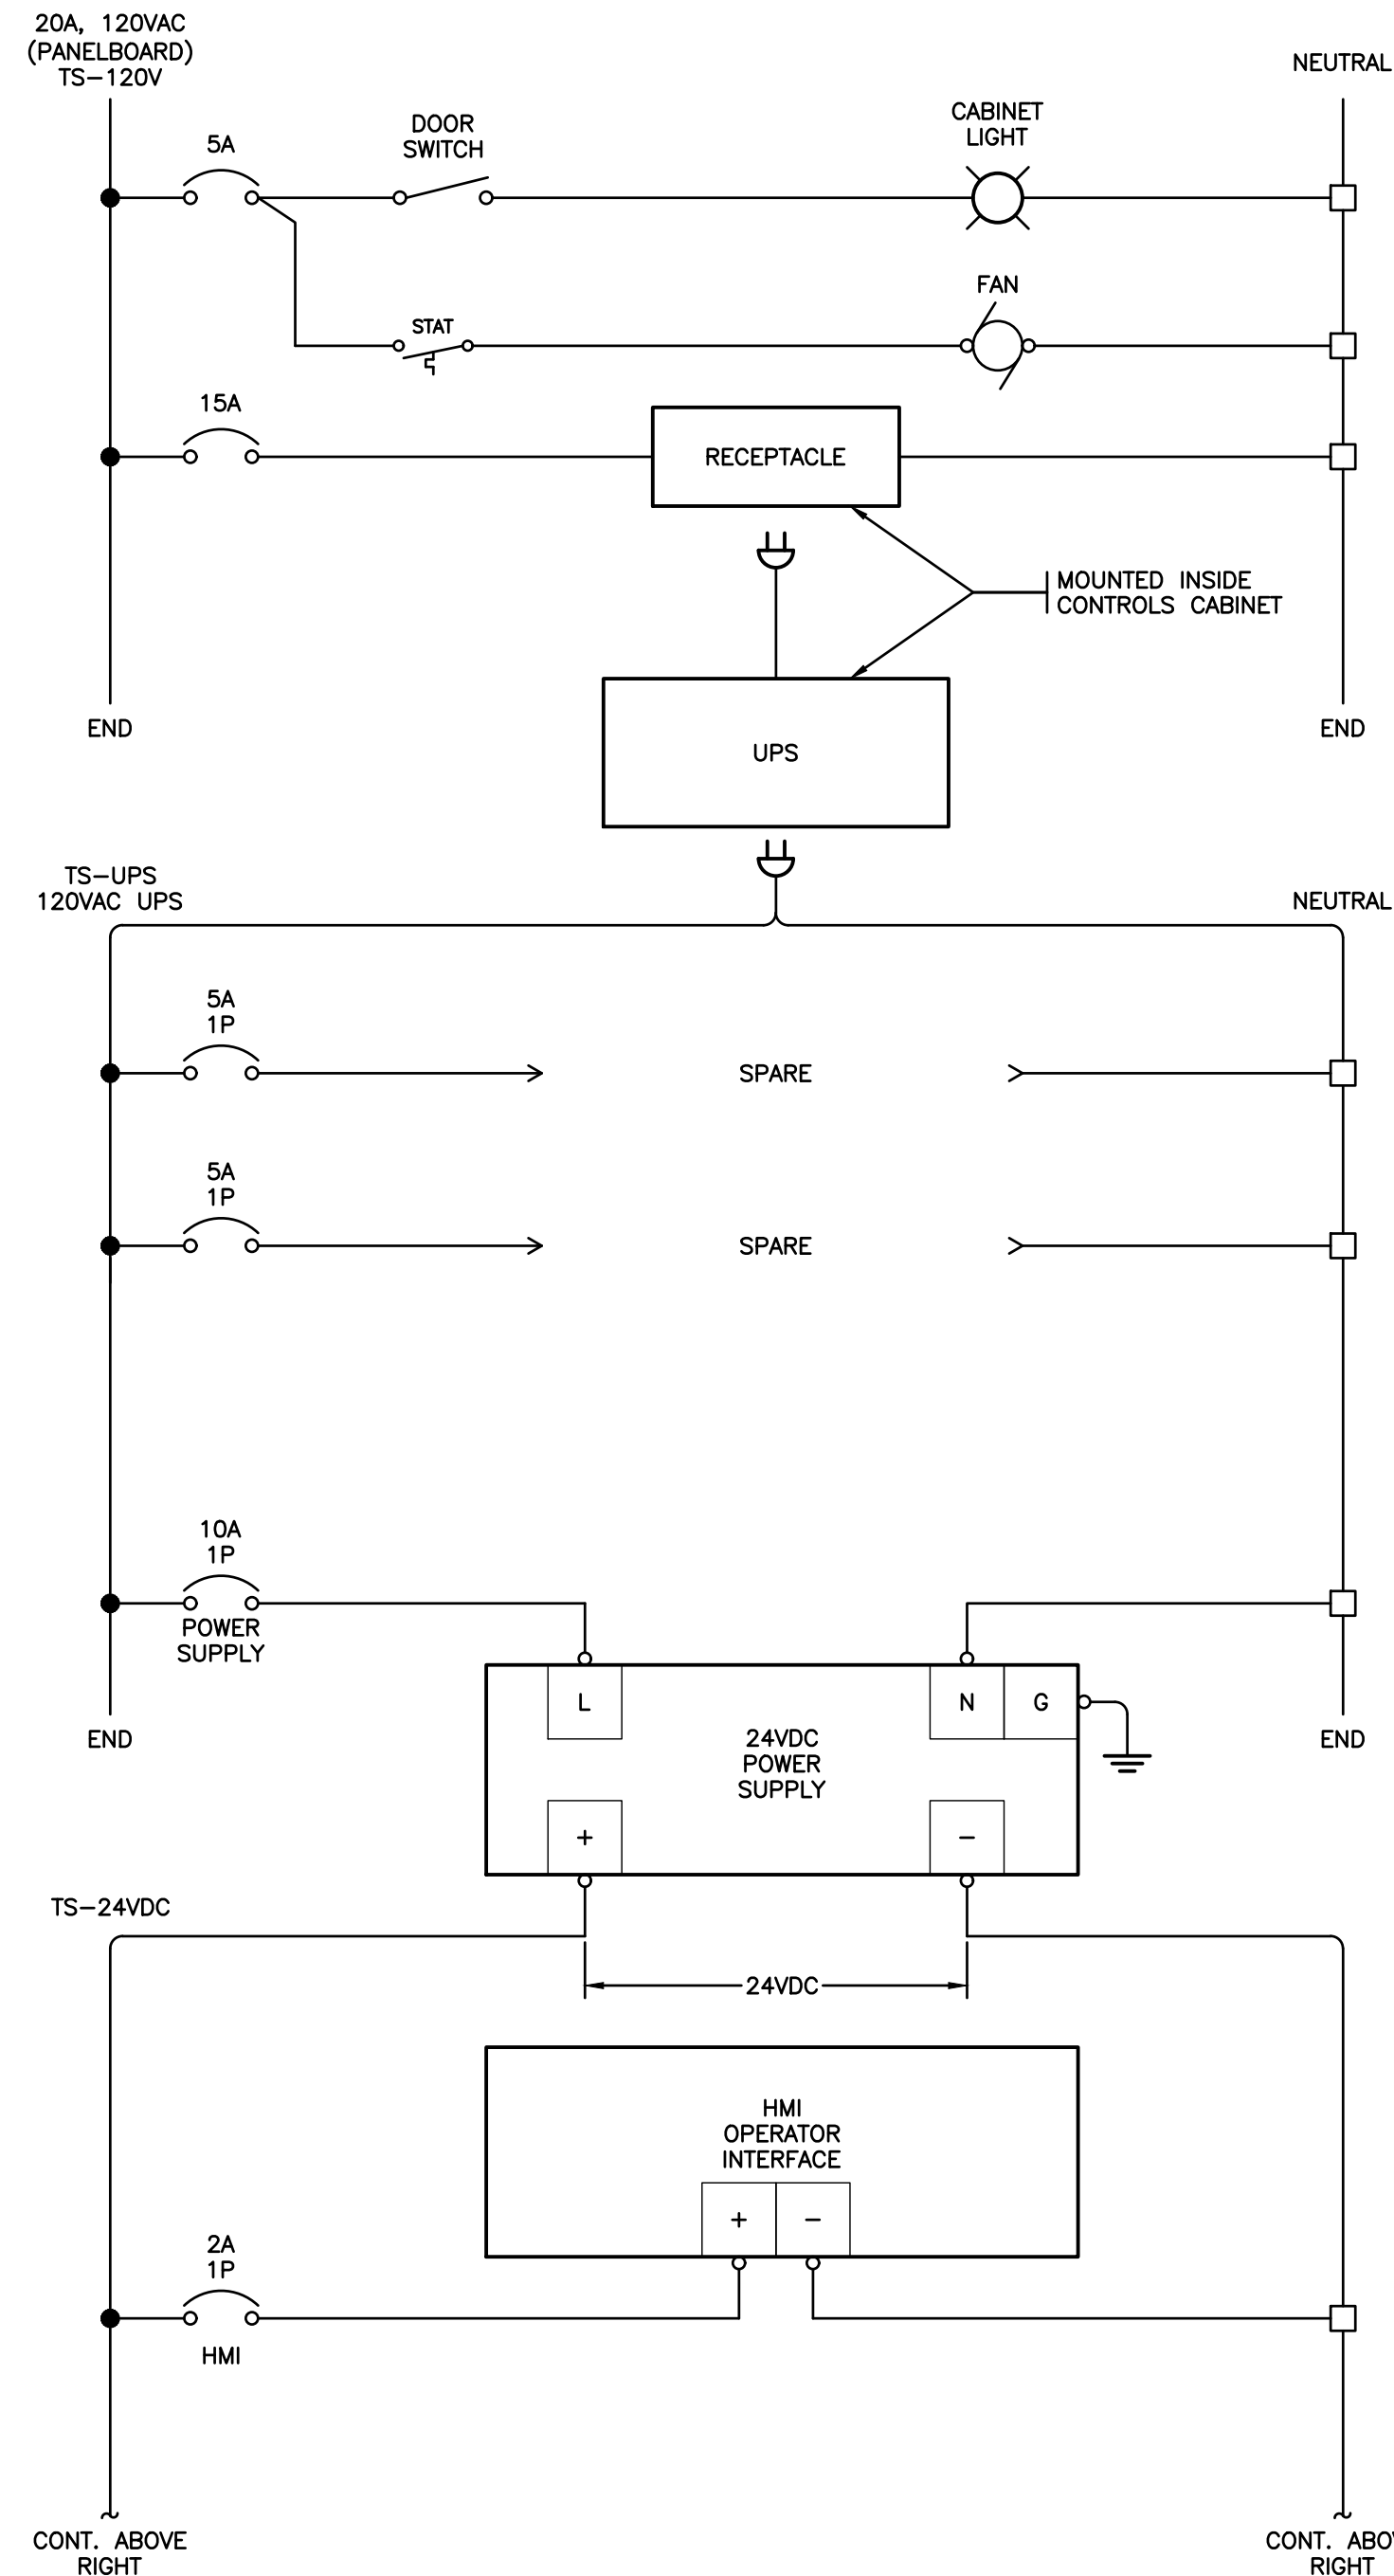 20A, 120VAC
(PANELBOARD)
TS-120V
NEUTRAL
5A
DOOR
SWITCH
CABINET
LIGHT
FAN
STAT
15A
RECEPTACLE
MOUNTED INSIDE
CONTROLS CABINET
END
END
UPS
TS-UPS
120VAC UPS
NEUTRAL
5A
1P
SPARE
5A
1P
SPARE
10A
1P
POWER
SUPPLY
L
N
G
24VDC
POWER
SUPPLY
END
END
+
-
TS-24VDC
24VDC
HMI
OPERATOR
INTERFACE
+
-
2A
1P
HMI
CONT. ABOVE
RIGHT
CONT.
RIGHT